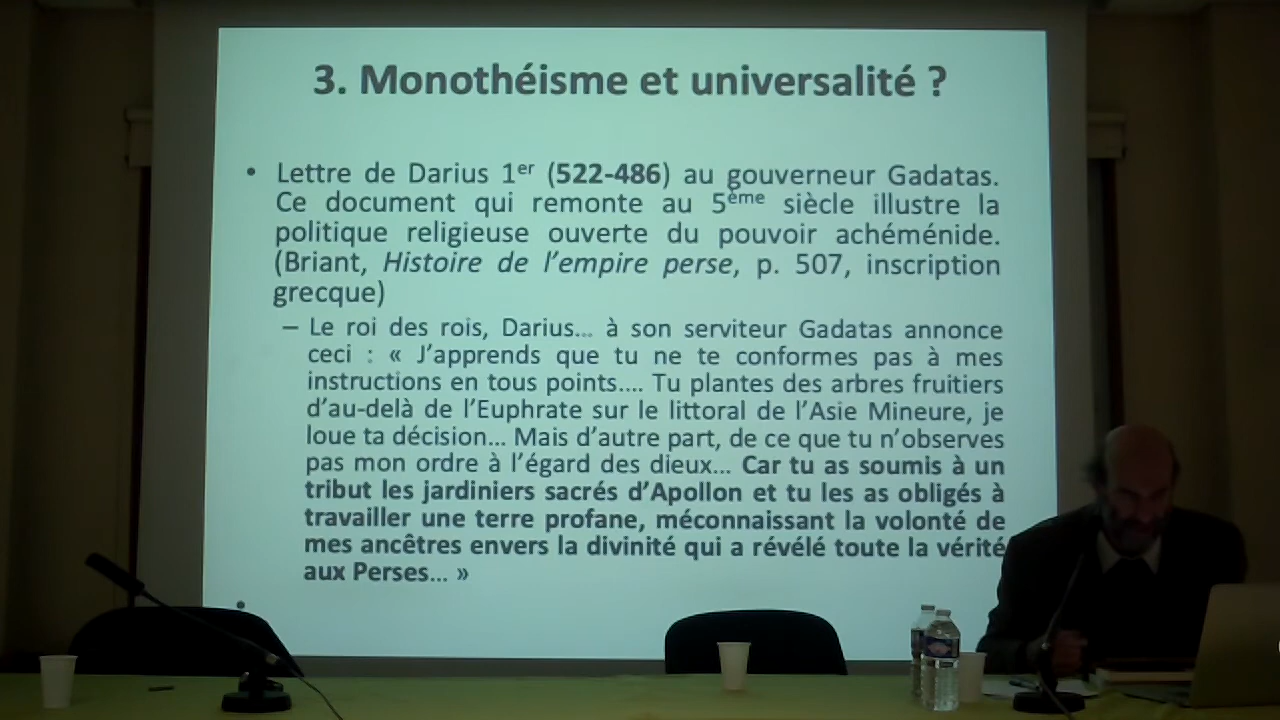 3. Monothéisme et universalité ?
• Lettre de Darius 1er (522-486) au gouverneur Gadatas.
Ce document qui remonte au 5ème siècle illustre la
politique religieuse ouverte du pouvoir achéménide.
(Briant, Histoire de l'empire perse, p. 507, inscription
grecque)
– Le roi des rois, Darius... à son serviteur Gadatas annonce
ceci : « J'apprends que tu ne te conformes pas à mes
instructions en tous points.... Tu plantes des arbres fruitiers
d'au-delà de l'Euphrate sur le littoral de l'Asie Mineure, je
loue ta décision... Mais d'autre part, de ce que tu n'observes
pas mon ordre à l'égard des dieux... Car tu as soumis à un
tribut les jardiniers sacrés d'Apollon et tu les as obligés à
travailler une terre profane, méconnaissant la volonté de
mes ancêtres envers la divinité qui a révélé toute la vérité
aux Perses... »
•